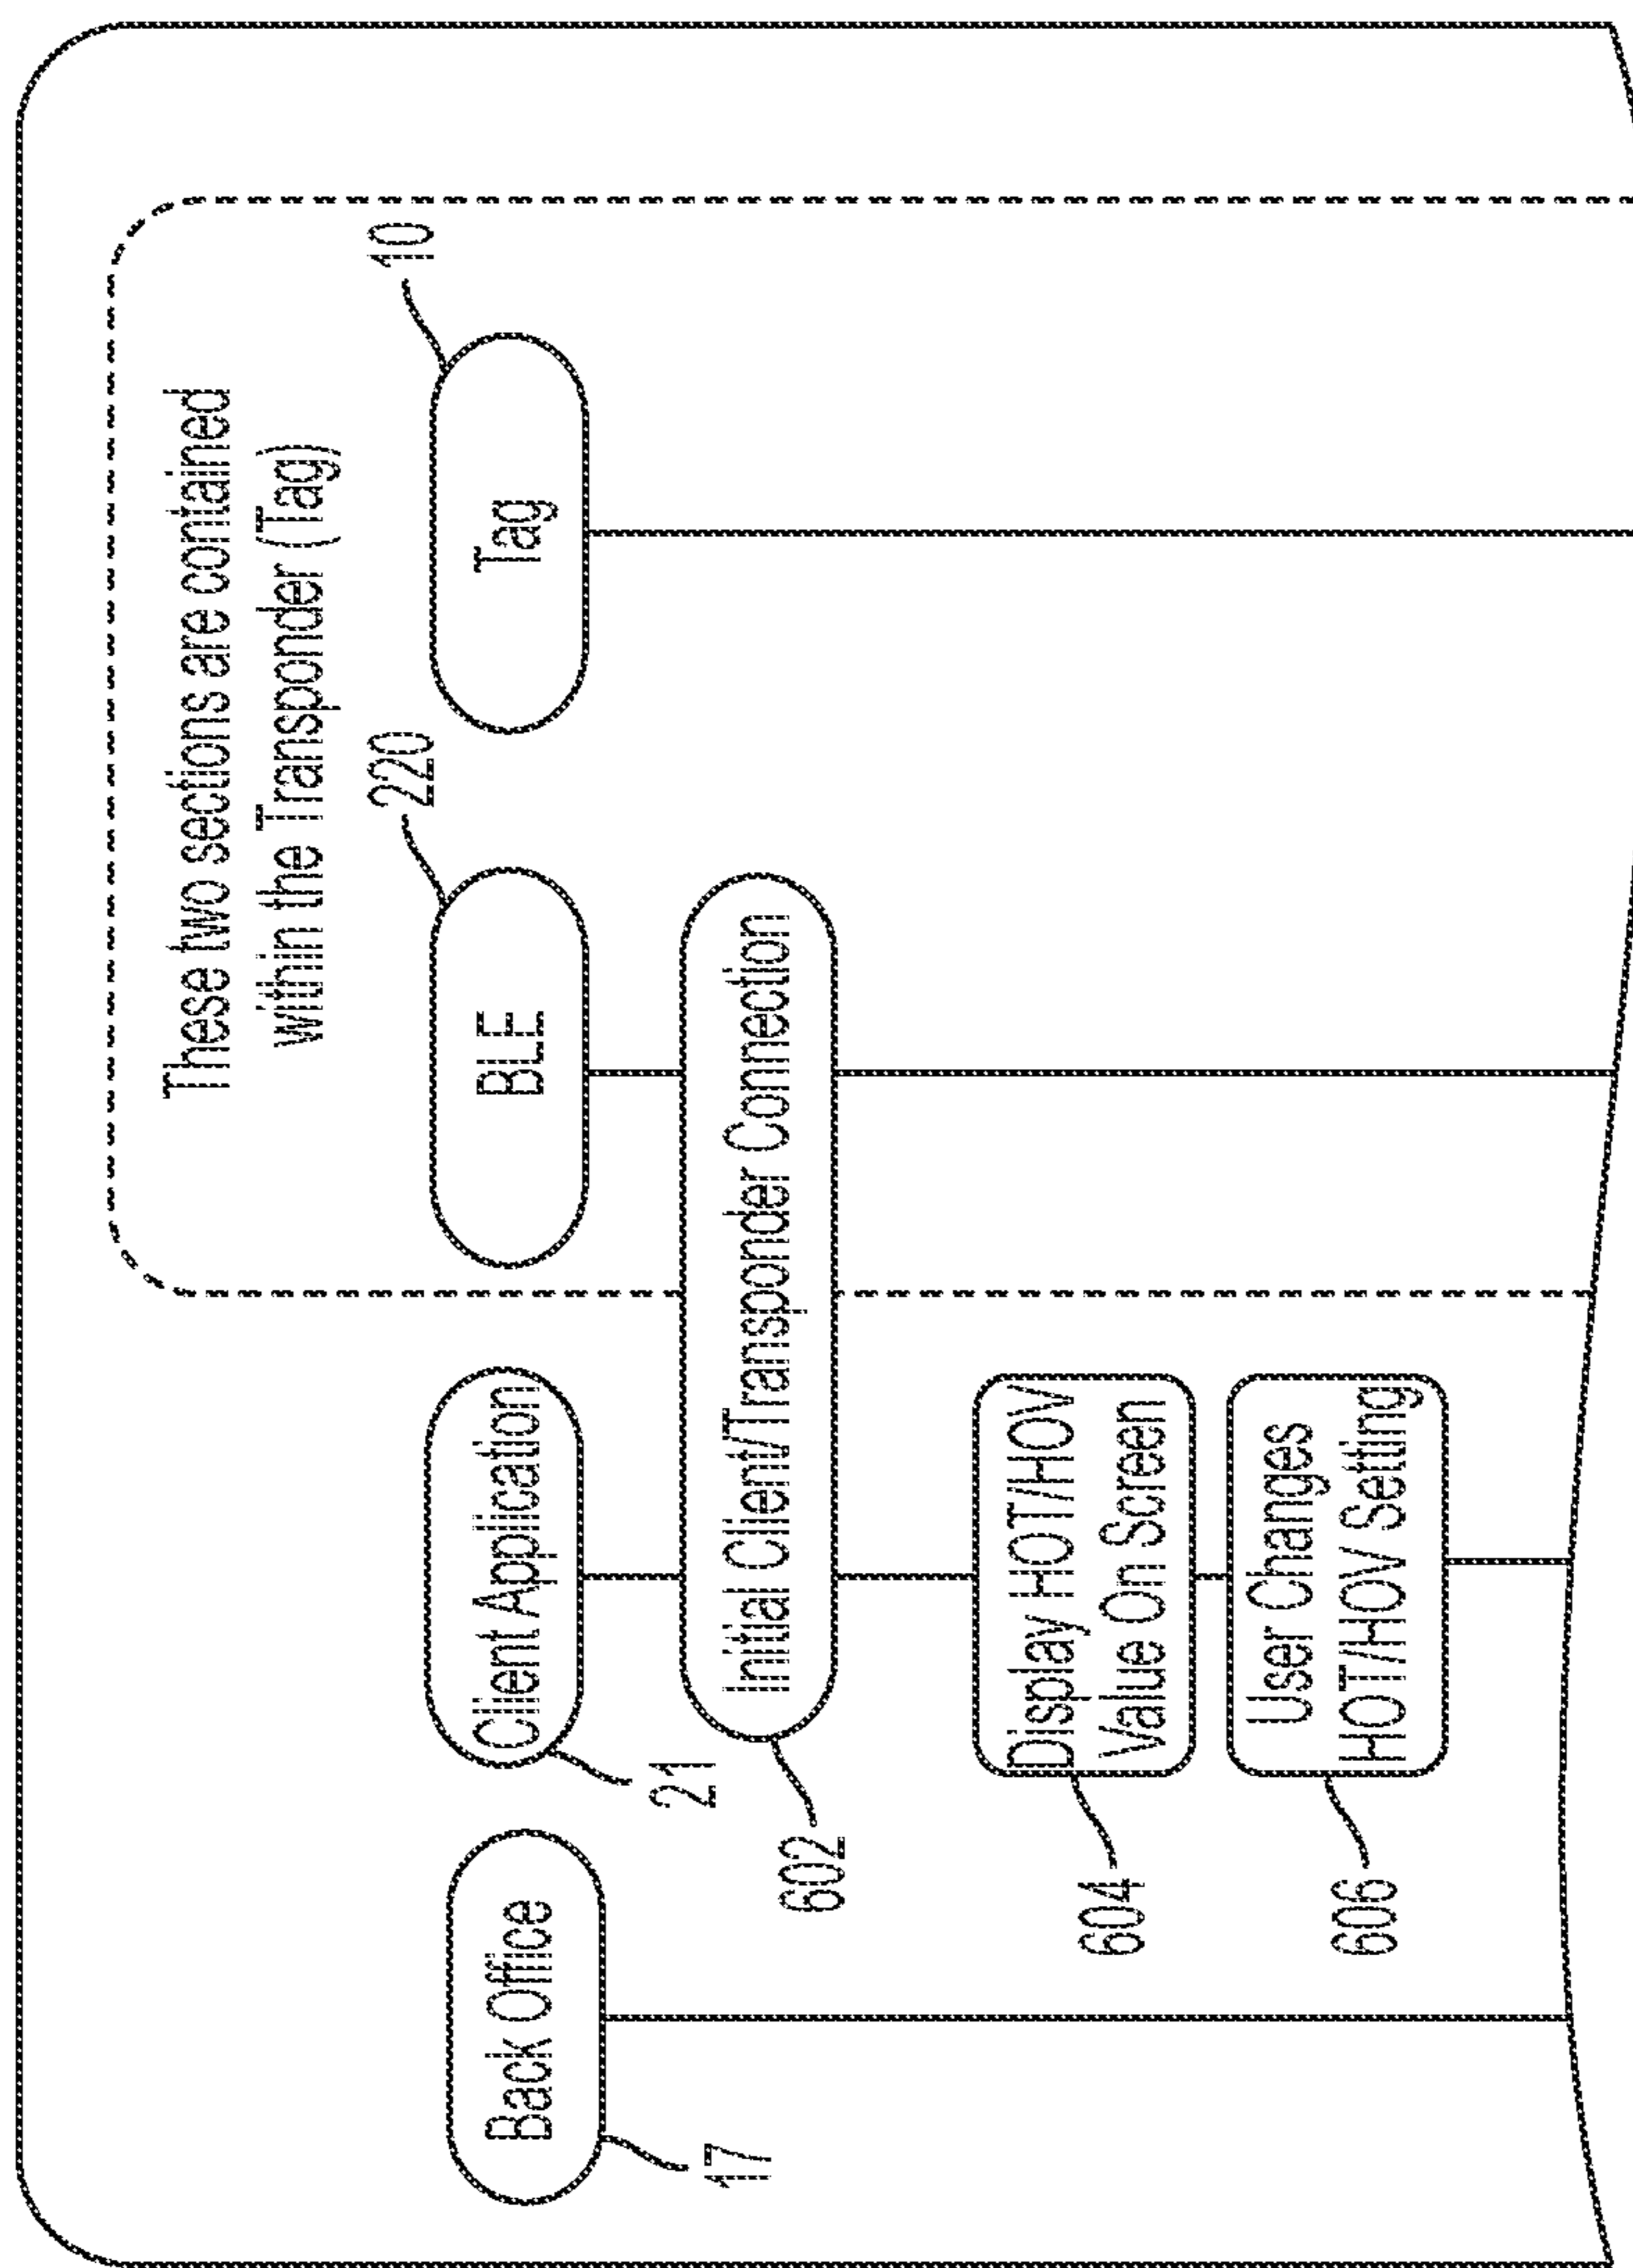 These two sections are contained
within the Transponder (Tag)
10
220
Back Office
17
Client Application
21
BLE
Tag
Initial Client/Transponder Connection
602
Display HOT/HOV
Value On Screen
604
User Changes
HOT/HOV Setting
606